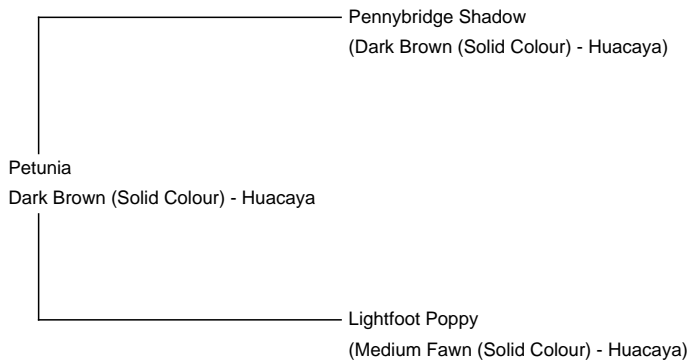 Pennybridge Shadow
(Dark Brown (Solid Colour) - Huacaya)
Petunia
Dark Brown (Solid Colour) - Huacaya
Lightfoot Poppy
(Medium Fawn (Solid Colour) - Huacaya)